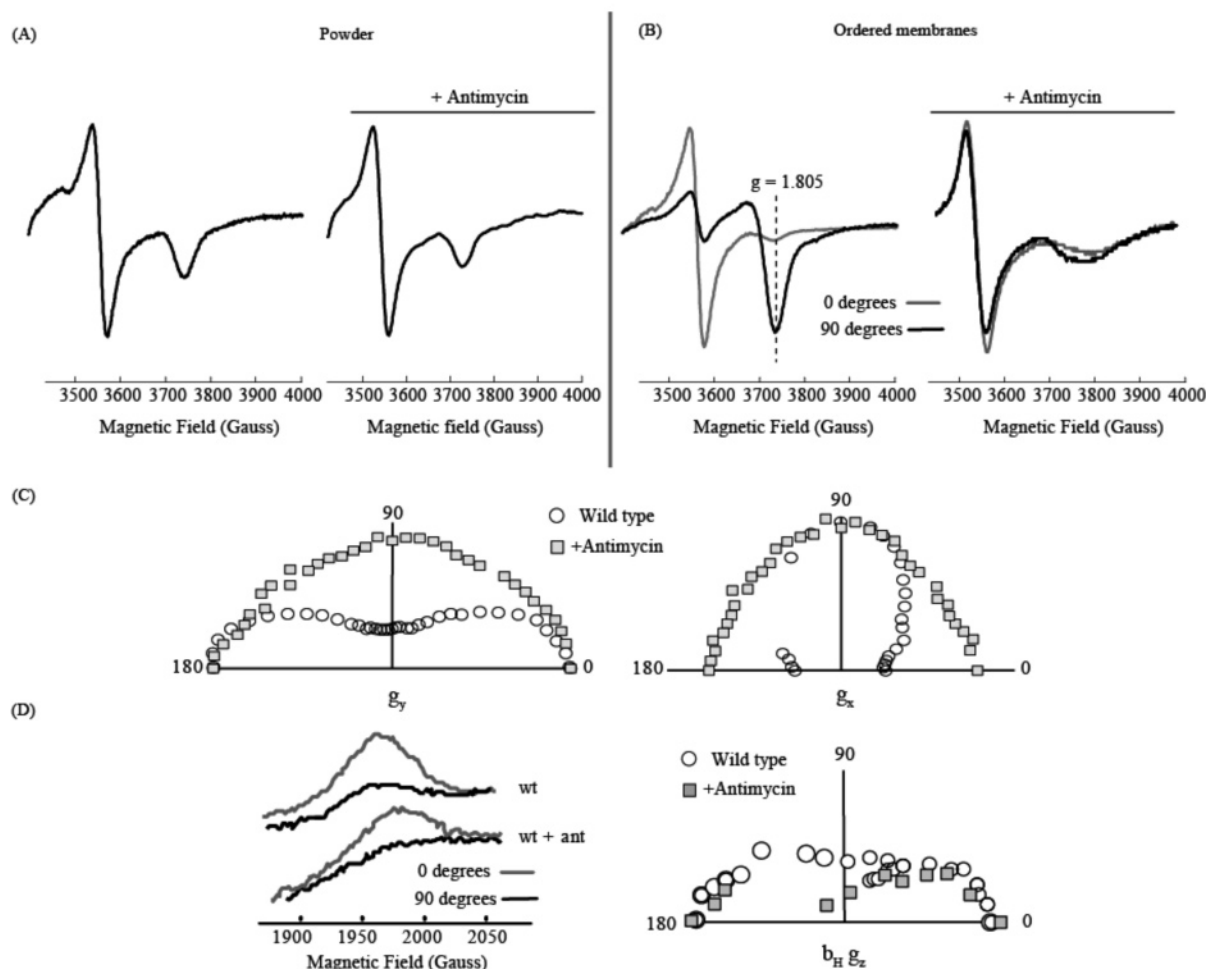 (A)
Powder
+ Antimycin
3500 3600 3700 3800 3900 4000
Magnetic Field (Gauss)
3500 3600 3700 3800 3900 4000
Magnetic field (Gauss)
(B)
Ordered membranes
+ Antimycin
g = 1.805
0 degrees
90 degrees
3500 3600 3700 3800 3900 4000
Magnetic Field (Gauss)
3500 3600 3700 3800 3900 4000
Magnetic Field (Gauss)
(C)
90
Wild type
+Antimycin
180
0
gy
90
180
0
gx
(D)
wt
wt + ant
0 degrees
90 degrees
1900 1950 2000 2050
Magnetic Field (Gauss)
Wild type
+Antimycin
90
180
0
bH gz